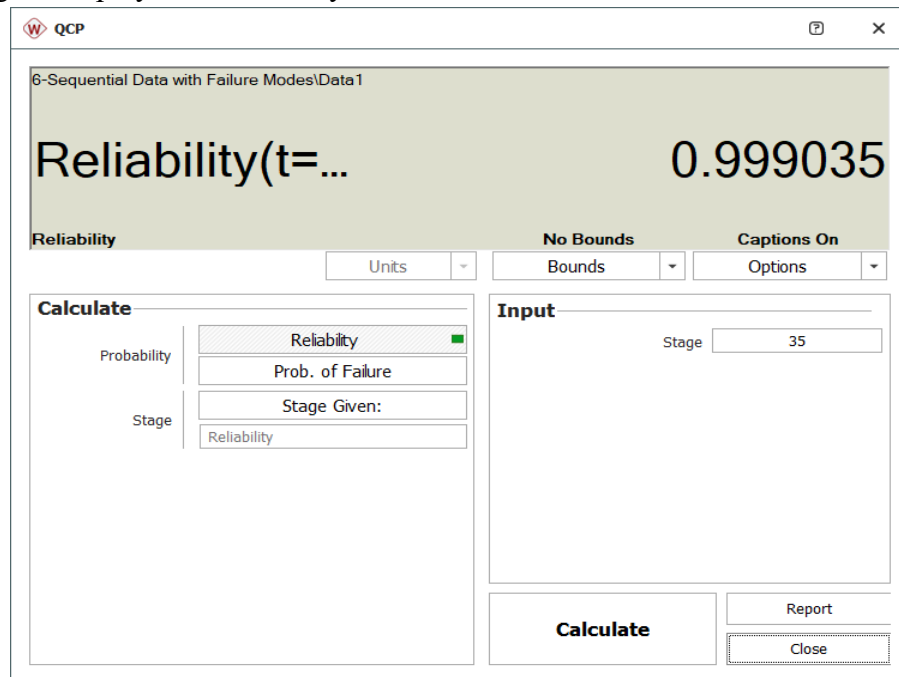 QCP
6-Sequential Data with Failure Modes\Data1
Reliability(t=... 0.999035
Reliability No Bounds Captions On
Units Bounds Options
Calculate
Probability
Reliability
Prob. of Failure
Stage
Stage Given:
Reliability
Input
Stage 35
Calculate
Report
Close